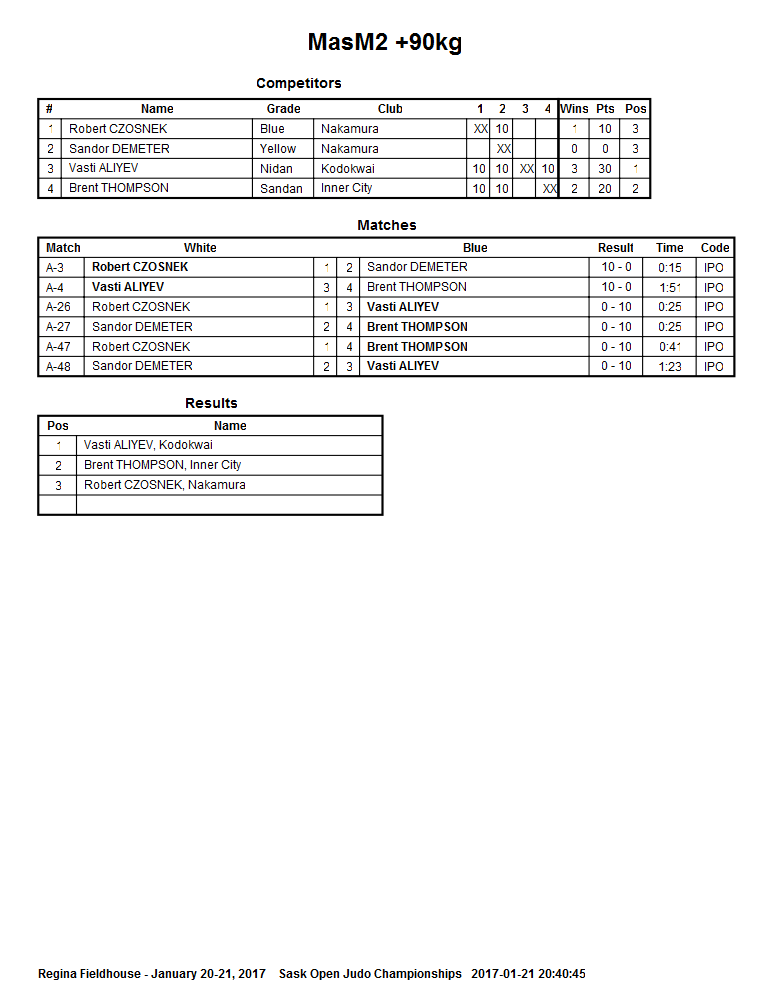 MasM2 +90kg
Competitors
# Name Grade Club 1 2 3 4 Wins Pts Pos
1 Robert CZOSNEK Blue Nakamura XX 10 1 10 3
2 Sandor DEMETER Yellow Nakamura XX 0 0 3
3 Vasti ALIYEV Nidan Kodokwai 10 10 XX 10 3 30 1
4 Brent THOMPSON Sandan Inner City 10 10 XX 2 20 2
Matches
Match White Blue Result Time Code
A-3 Robert CZOSNEK 1 2 Sandor DEMETER 10 - 0 0:15 IPO
A-4 Vasti ALIYEV 3 4 Brent THOMPSON 10 - 0 1:51 IPO
A-26 Robert CZOSNEK 1 3 Vasti ALIYEV 0 - 10 0:25 IPO
A-27 Sandor DEMETER 2 4 Brent THOMPSON 0 - 10 0:25 IPO
A-47 Robert CZOSNEK 1 4 Brent THOMPSON 0 - 10 0:41 IPO
A-48 Sandor DEMETER 2 3 Vasti ALIYEV 0 - 10 1:23 IPO
Results
Pos Name
1 Vasti ALIYEV, Kodokwai
2 Brent THOMPSON, Inner City
3 Robert CZOSNEK, Nakamura
Regina Fieldhouse - January 20-21, 2017 Sask Open Judo Championships 2017-01-21 20:40:45